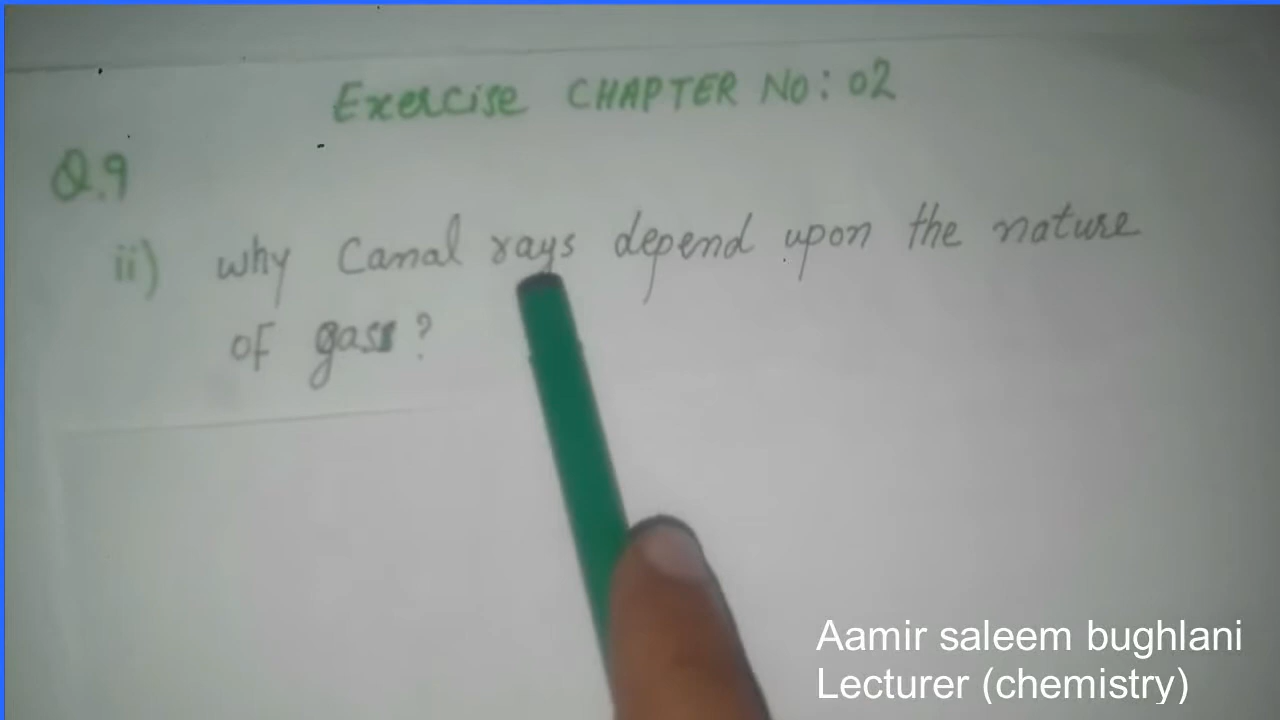 Exercise CHAPTER NO: 02
Q.9
ii) why Canal rays depend upon the nature
of gas?
Aamir saleem bughlani
Lecturer (chemistry)